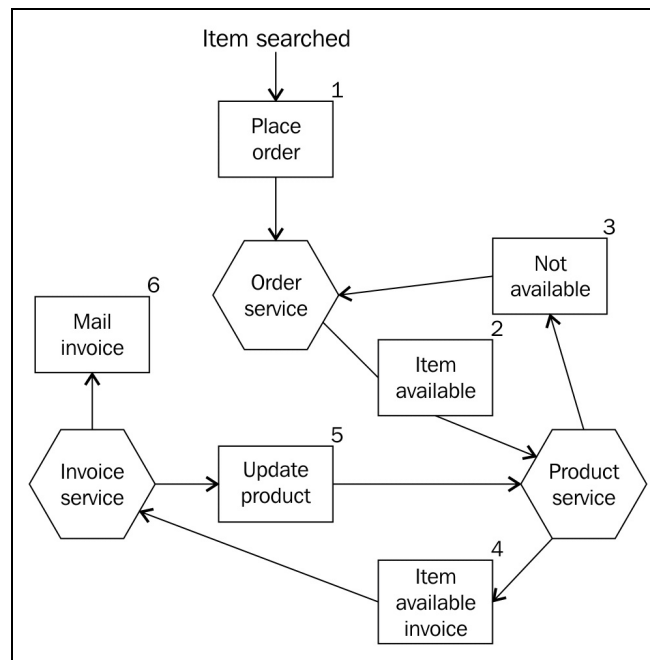 Item searched
1
Place
order
3
Not
available
Order
service
6
Mail
invoice
2
Item
available
5
Update
product
Invoice
service
Product
service
4
Item
available
invoice